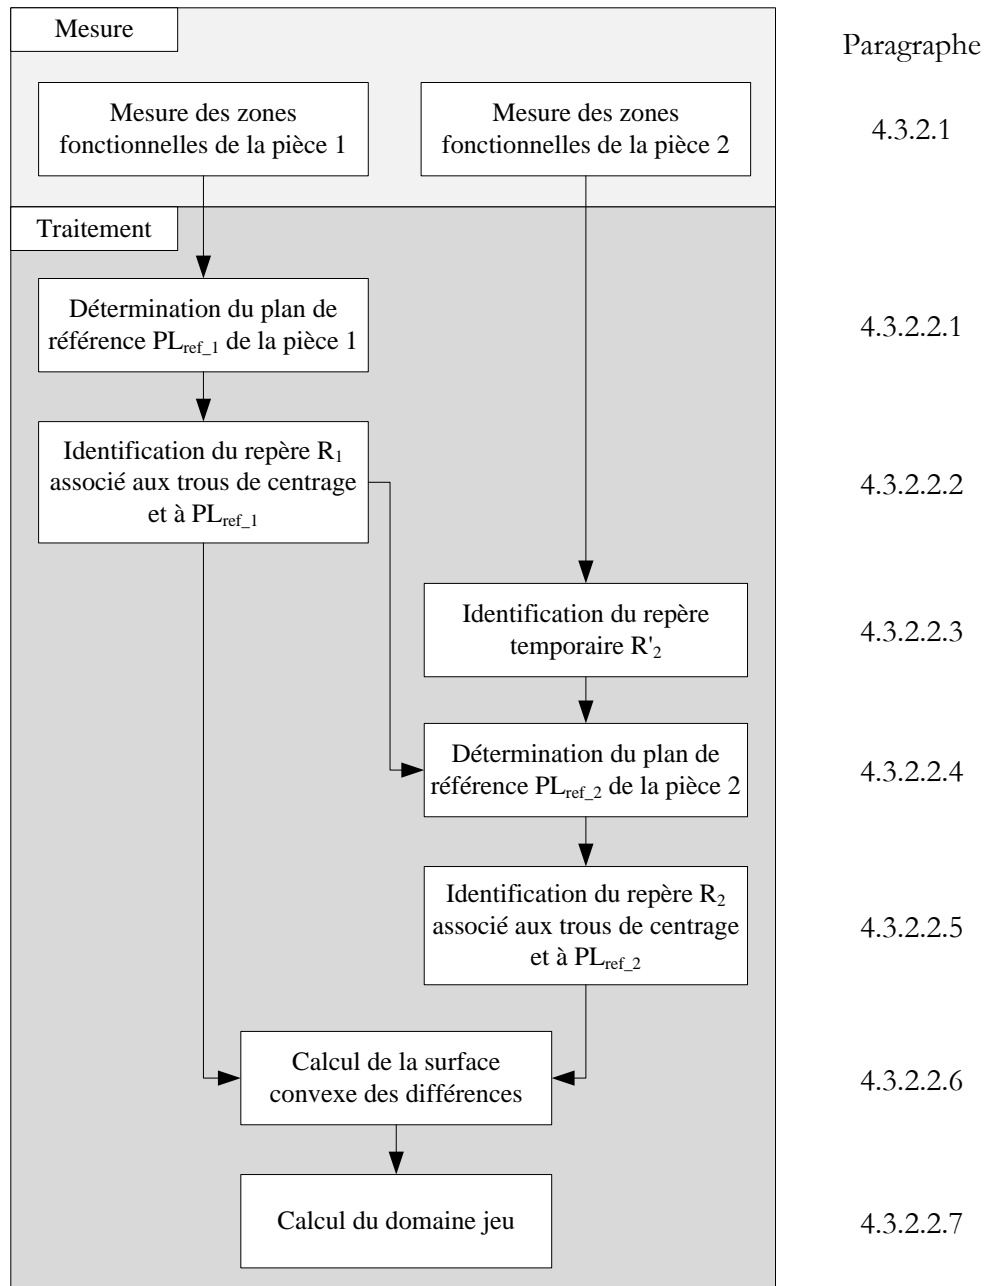 Mesure
Paragraphe
Mesure des zones
fonctionnelles de la pièce 1
Mesure des zones
fonctionnelles de la pièce 2
4.3.2.1
Traitement
Détermination du plan de
référence PLref_1 de la pièce 1
4.3.2.2.1
Identification du repère R1
associé aux trous de centrage
et à PLref_1
4.3.2.2.2
Identification du repère
temporaire R'2
4.3.2.2.3
Détermination du plan de
référence PLref_2 de la pièce 2
4.3.2.2.4
Identification du repère R2
associé aux trous de centrage
et à PLref_2
4.3.2.2.5
Calcul de la surface
convexe des différences
4.3.2.2.6
Calcul du domaine jeu
4.3.2.2.7